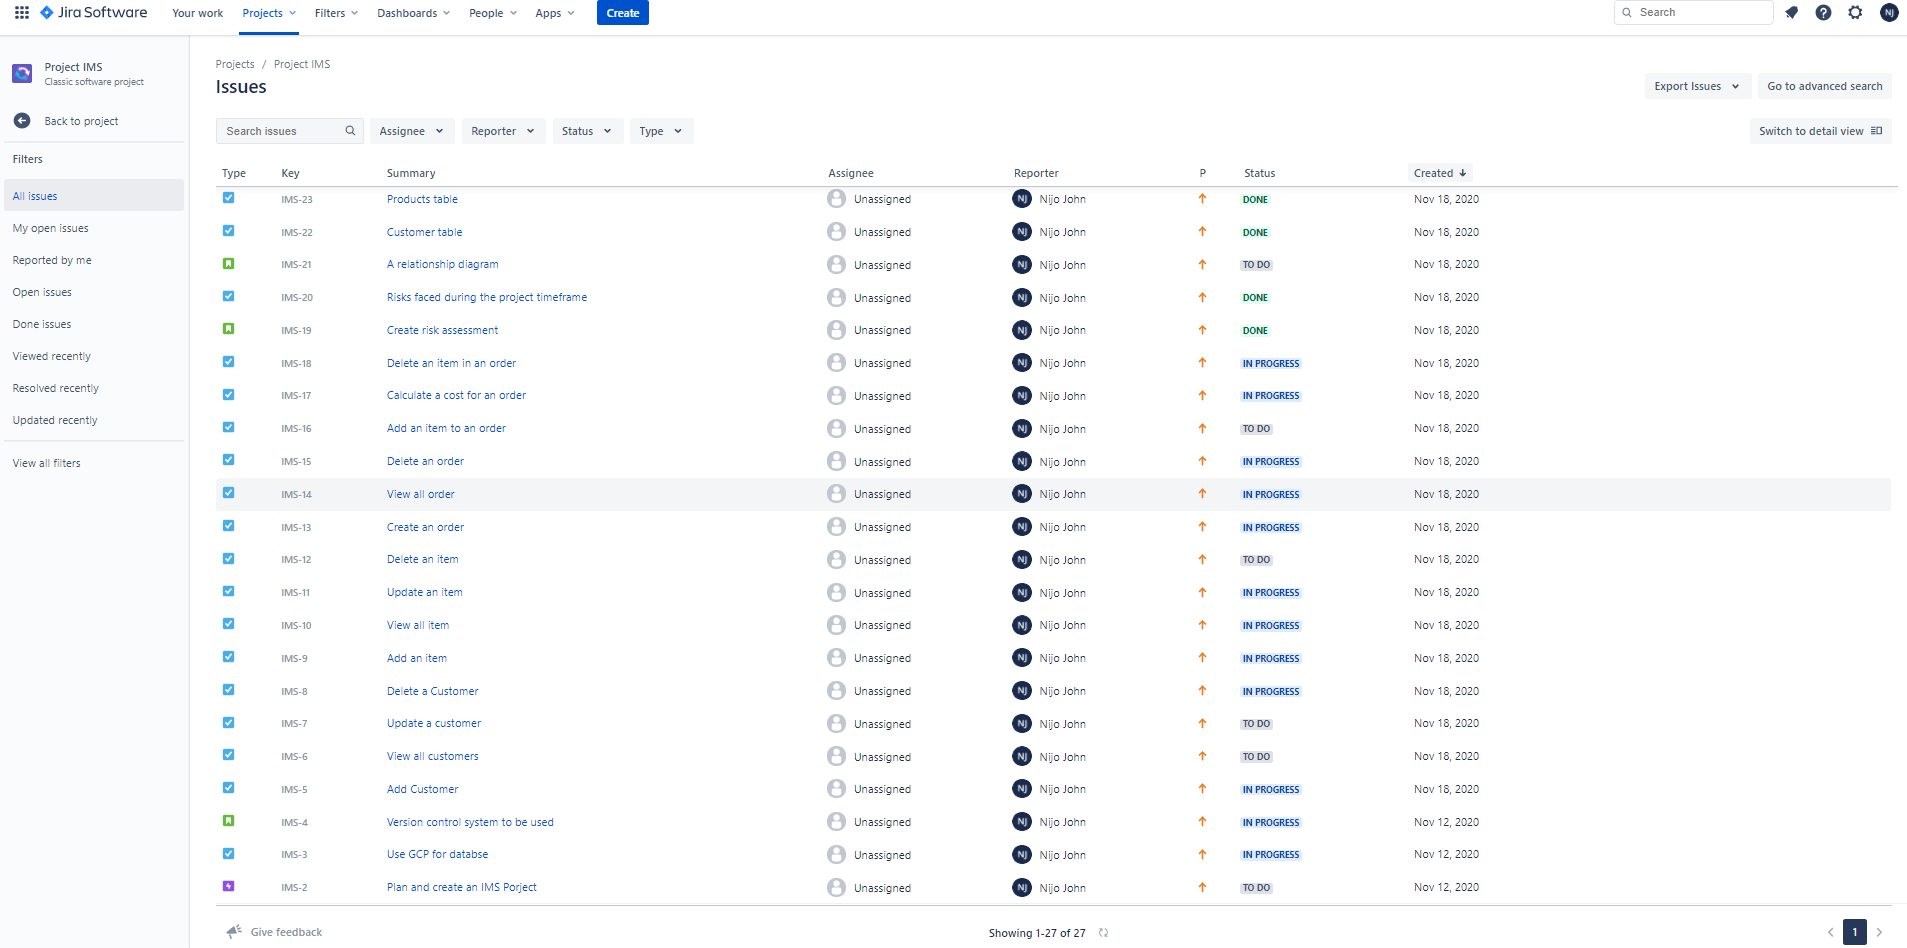 Jira Software Your work Projects Filters Dashboards People Apps Create Search NJ
Project IMS
Classic software project
Back to project
Filters
All issues
My open issues
Reported by me
Open issues
Done issues
Viewed recently
Resolved recently
Updated recently
View all filters
Projects / Project IMS
Issues
Export Issues Go to advanced search
Search issues Assignee Reporter Status Type Switch to detail view
Type Key Summary Assignee Reporter P Status Created
IMS-23 Products table Unassigned NJ Nijo John DONE Nov 18, 2020
IMS-22 Customer table Unassigned NJ Nijo John DONE Nov 18, 2020
IMS-21 A relationship diagram Unassigned NJ Nijo John TO DO Nov 18, 2020
IMS-20 Risks faced during the project timeframe Unassigned NJ Nijo John DONE Nov 18, 2020
IMS-19 Create risk assessment Unassigned NJ Nijo John DONE Nov 18, 2020
IMS-18 Delete an item in an order Unassigned NJ Nijo John IN PROGRESS Nov 18, 2020
IMS-17 Calculate a cost for an order Unassigned NJ Nijo John IN PROGRESS Nov 18, 2020
IMS-16 Add an item to an order Unassigned NJ Nijo John TO DO Nov 18, 2020
IMS-15 Delete an order Unassigned NJ Nijo John IN PROGRESS Nov 18, 2020
IMS-14 View all order Unassigned NJ Nijo John IN PROGRESS Nov 18, 2020
IMS-13 Create an order Unassigned NJ Nijo John IN PROGRESS Nov 18, 2020
IMS-12 Delete an item Unassigned NJ Nijo John TO DO Nov 18, 2020
IMS-11 Update an item Unassigned NJ Nijo John IN PROGRESS Nov 18, 2020
IMS-10 View all item Unassigned NJ Nijo John IN PROGRESS Nov 18, 2020
IMS-9 Add an item Unassigned NJ Nijo John IN PROGRESS Nov 18, 2020
IMS-8 Delete a Customer Unassigned NJ Nijo John IN PROGRESS Nov 18, 2020
IMS-7 Update a customer Unassigned NJ Nijo John TO DO Nov 18, 2020
IMS-6 View all customers Unassigned NJ Nijo John TO DO Nov 18, 2020
IMS-5 Add Customer Unassigned NJ Nijo John IN PROGRESS Nov 18, 2020
IMS-4 Version control system to be used Unassigned NJ Nijo John IN PROGRESS Nov 12, 2020
IMS-3 Use GCP for databse Unassigned NJ Nijo John IN PROGRESS Nov 12, 2020
IMS-2 Plan and create an IMS Porject Unassigned NJ Nijo John TO DO Nov 12, 2020
Give feedback Showing 1-27 of 27 1